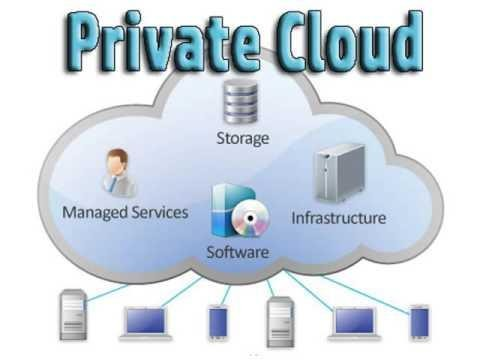 Private Cloud
Storage
Managed Services
Infrastructure
Software